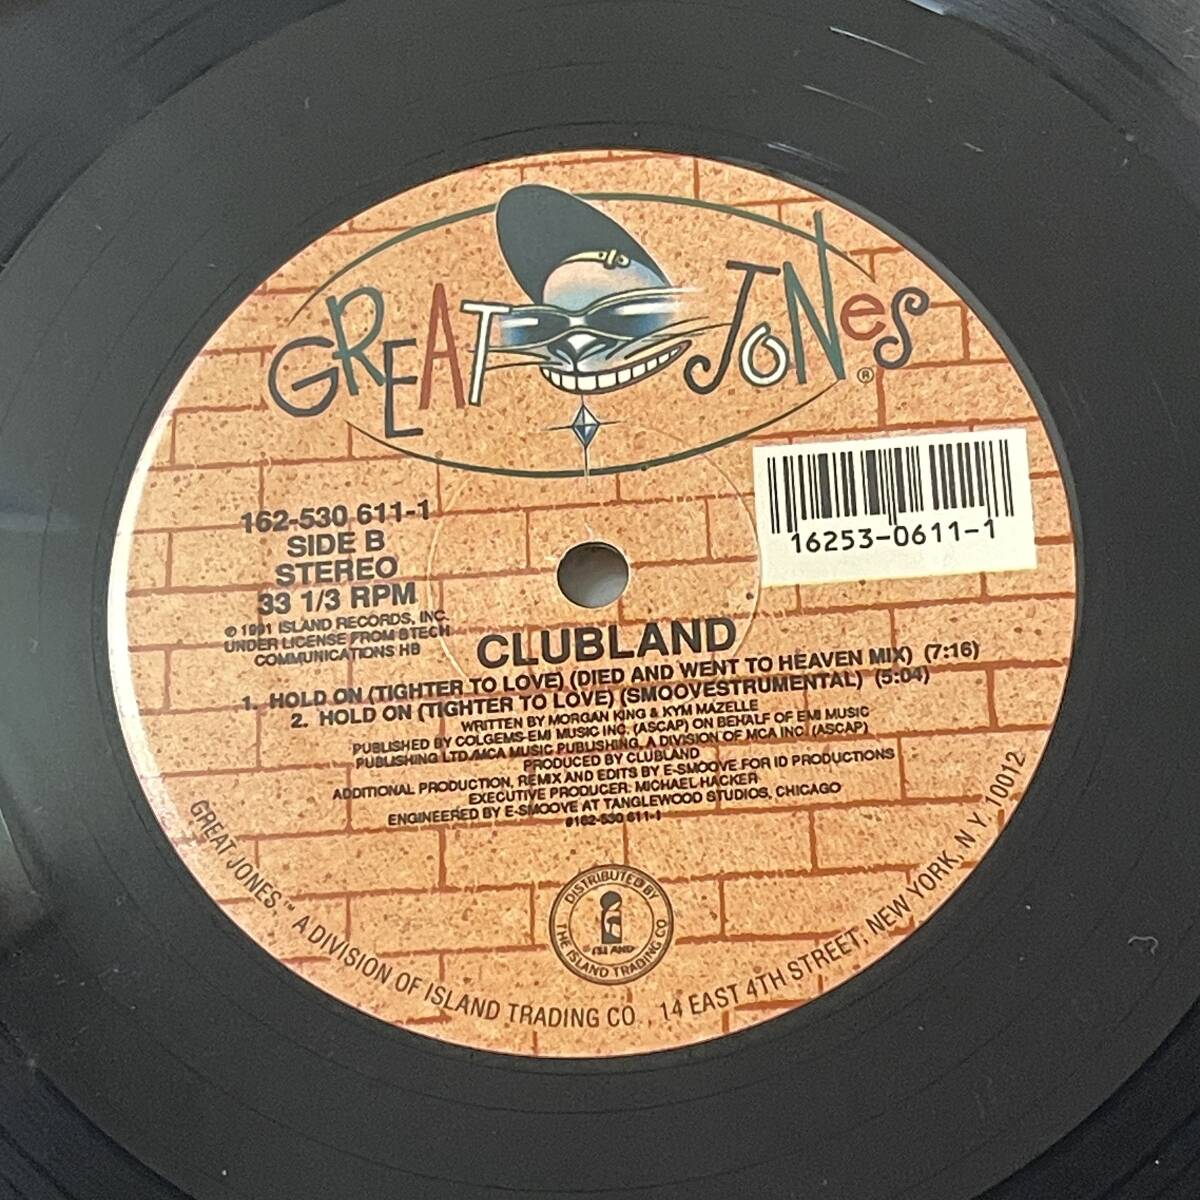 GREAT JONES ®
162-530 611-1
SIDE B
STEREO
33 1/3 RPM
℗ 1991 ISLAND RECORDS, INC.
UNDER LICENSE FROM BTECH
COMMUNICATIONS HB
16253-0611-1
CLUBLAND
1. HOLD ON (TIGHTER TO LOVE) (DIED AND WENT TO HEAVEN MIX) (7:16)
2. HOLD ON (TIGHTER TO LOVE) (SMOOVESTRUMENTAL) (5:04)
WRITTEN BY MORGAN KING & KYM MAZELLE
PUBLISHED BY COLGEMS-EMI MUSIC INC. (ASCAP) ON BEHALF OF EMI MUSIC
PUBLISHING LTD./MCA MUSIC PUBLISHING, A DIVISION OF MCA INC. (ASCAP)
PRODUCED BY CLUBLAND
ADDITIONAL PRODUCTION, REMIX AND EDITS BY E-SMOOVE FOR ID PRODUCTIONS
EXECUTIVE PRODUCER: MICHAEL HACKER
ENGINEERED BY E-SMOOVE AT TANGLEWOOD STUDIOS, CHICAGO
#162-530 611-1
DISTRIBUTED BY
ISLAND
THE ISLAND TRADING CO
GREAT JONES,™ A DIVISION OF ISLAND TRADING CO., 14 EAST 4TH STREET, NEW YORK, N.Y. 10012